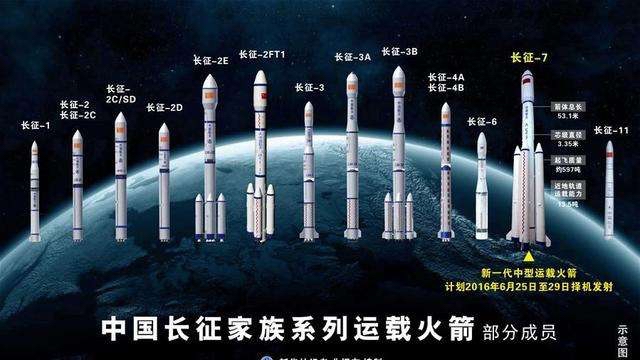 长征-1
长征-2
长征-2C
长征-
2C/SD
长征-2D
长征-2E
长征-2FT1
长征-3
长征-3A
长征-3B
长征-4A
长征-4B
长征-6
长征-7
箭体总长
53.1米
芯级直径
3.35米
起飞质量
约597吨
近地轨道
运载能力
13.5吨
长征-11
新一代中型运载火箭
计划2016年6月25日至29日择机发射
中国长征家族系列运载火箭 部分成员
示意图